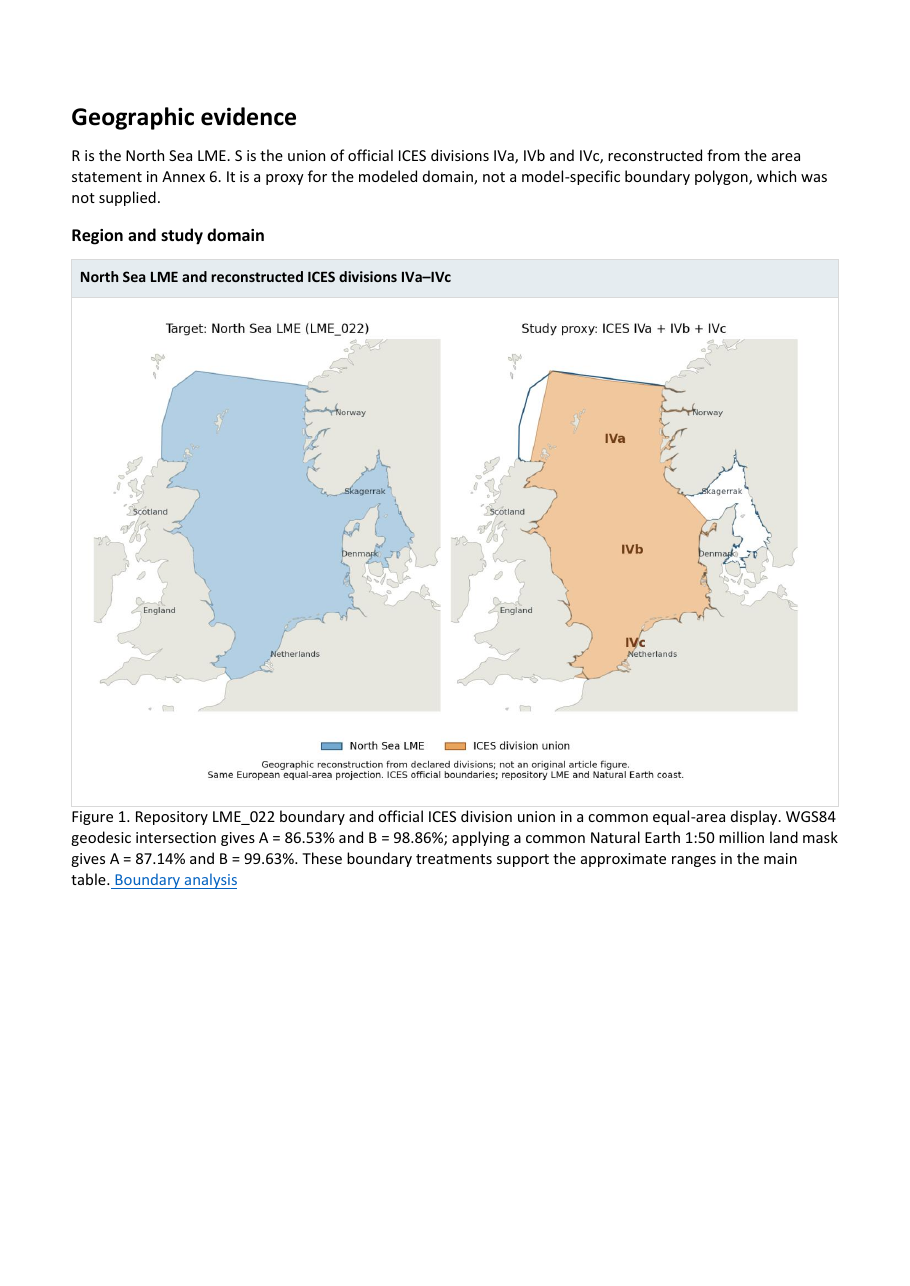 Geographic evidence
R is the North Sea LME. S is the union of official ICES divisions IVa, IVb and IVc, reconstructed from the area
statement in Annex 6. It is a proxy for the modeled domain, not a model-specific boundary polygon, which was
not supplied.
Region and study domain
North Sea LME and reconstructed ICES divisions IVa–IVc
Target: North Sea LME (LME_022)
Norway
Skagerrak
Scotland
Denmark
England
Netherlands
Study proxy: ICES IVa + IVb + IVc
Norway
IVa
Skagerrak
Scotland
IVb
Denmark
England
IVc
Netherlands
North Sea LME
ICES division union
Geographic reconstruction from declared divisions; not an original article figure.
Same European equal-area projection. ICES official boundaries; repository LME and Natural Earth coast.
Figure 1. Repository LME_022 boundary and official ICES division union in a common equal-area display. WGS84
geodesic intersection gives A = 86.53% and B = 98.86%; applying a common Natural Earth 1:50 million land mask
gives A = 87.14% and B = 99.63%. These boundary treatments support the approximate ranges in the main
table. Boundary analysis